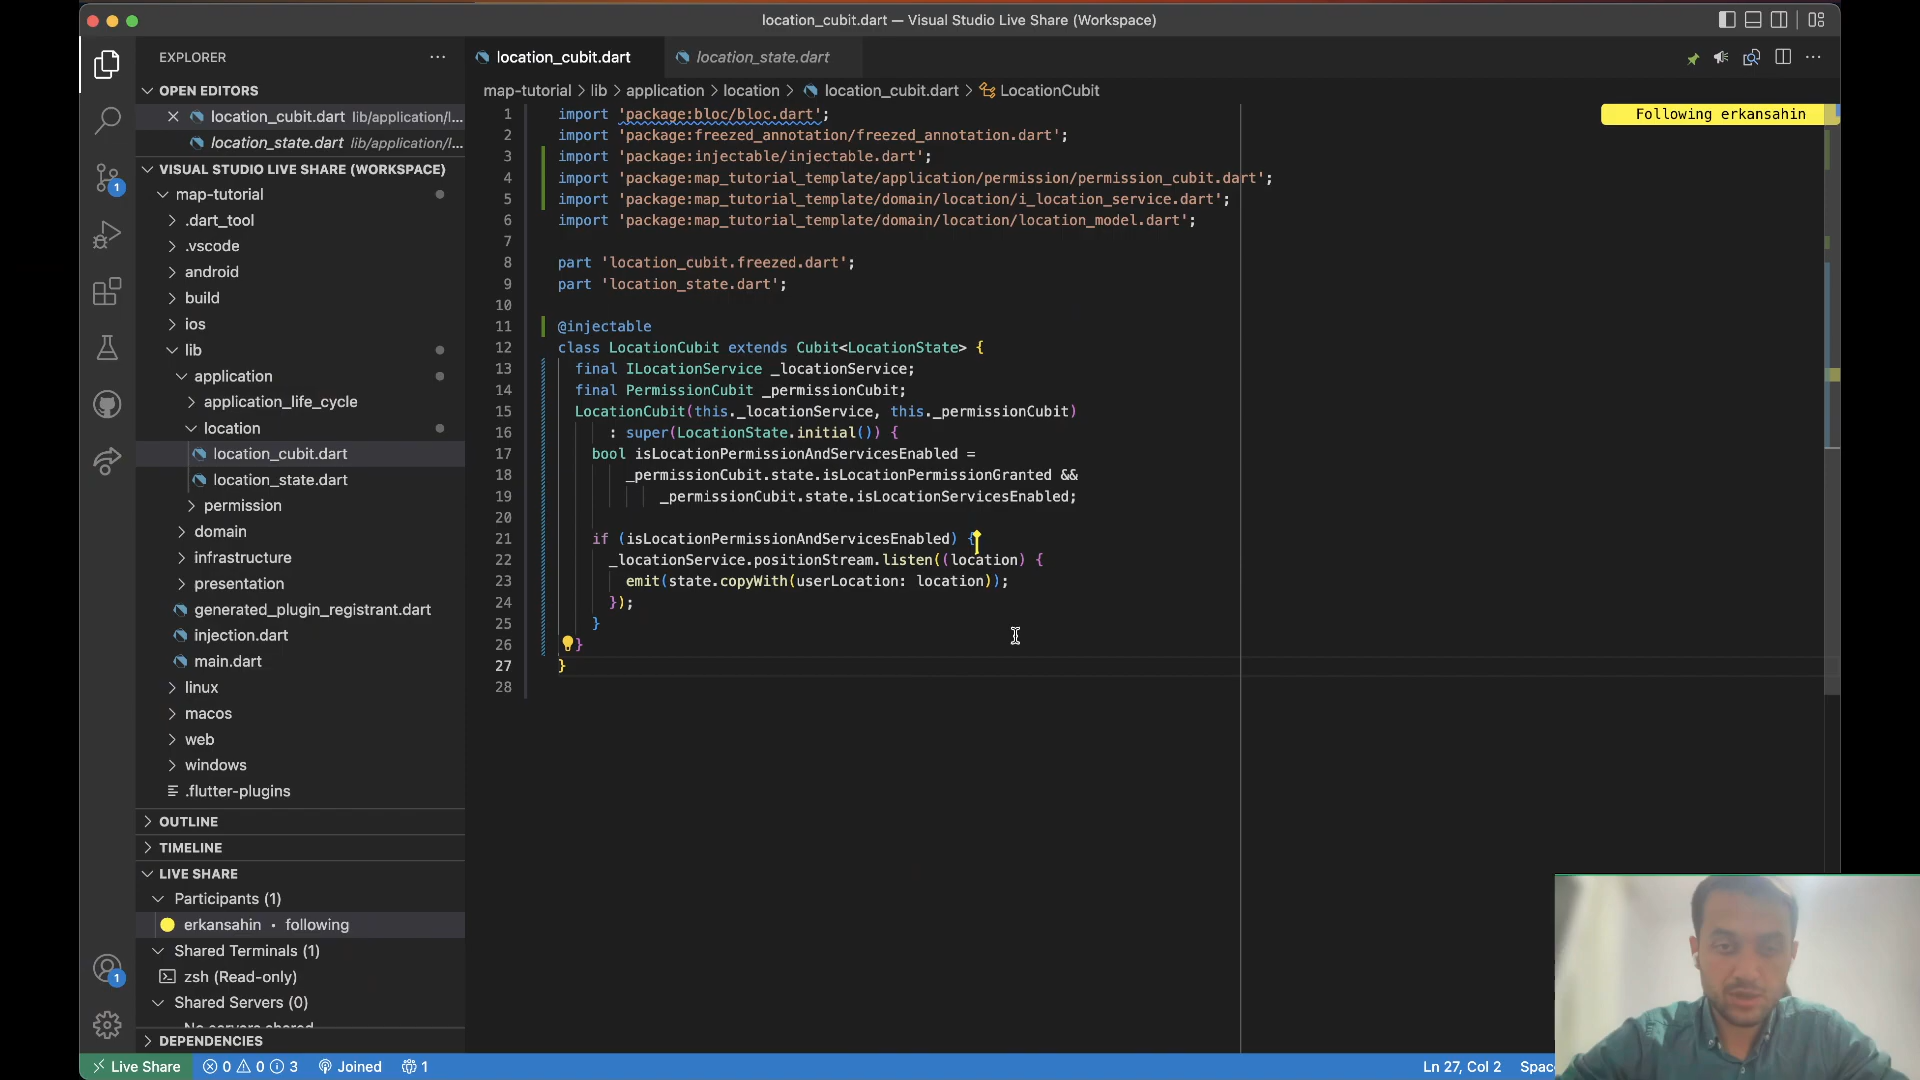 location_cubit.dart — Visual Studio Live Share (Workspace)
EXPLORER
OPEN EDITORS
location_cubit.dart lib/application/l...
location_state.dart lib/application/l...
VISUAL STUDIO LIVE SHARE (WORKSPACE)
map-tutorial
.dart_tool
.vscode
android
build
ios
lib
application
application_life_cycle
location
location_cubit.dart
location_state.dart
permission
domain
infrastructure
presentation
generated_plugin_registrant.dart
injection.dart
main.dart
linux
macos
web
windows
.flutter-plugins
OUTLINE
TIMELINE
LIVE SHARE
Participants (1)
erkansahin • following
Shared Terminals (1)
zsh (Read-only)
Shared Servers (0)
No servers shared
DEPENDENCIES
1
1
location_cubit.dart
location_state.dart
map-tutorial > lib > application > location > location_cubit.dart > LocationCubit
Following erkansahin
1 import 'package:bloc/bloc.dart';
2 import 'package:freezed_annotation/freezed_annotation.dart';
3 import 'package:injectable/injectable.dart';
4 import 'package:map_tutorial_template/application/permission/permission_cubit.dart';
5 import 'package:map_tutorial_template/domain/location/i_location_service.dart';
6 import 'package:map_tutorial_template/domain/location/location_model.dart';
7
8 part 'location_cubit.freezed.dart';
9 part 'location_state.dart';
10
11 @injectable
12 class LocationCubit extends Cubit<LocationState> {
13 final ILocationService _locationService;
14 final PermissionCubit _permissionCubit;
15 LocationCubit(this._locationService, this._permissionCubit)
16 : super(LocationState.initial()) {
17 bool isLocationPermissionAndServicesEnabled =
18 _permissionCubit.state.isLocationPermissionGranted &&
19 _permissionCubit.state.isLocationServicesEnabled;
20
21 if (isLocationPermissionAndServicesEnabled) {
22 _locationService.positionStream.listen((location) {
23 emit(state.copyWith(userLocation: location));
24 });
25 }
26 }
27 }
28
Live Share 0 0 3 Joined 1 Ln 27, Col 2